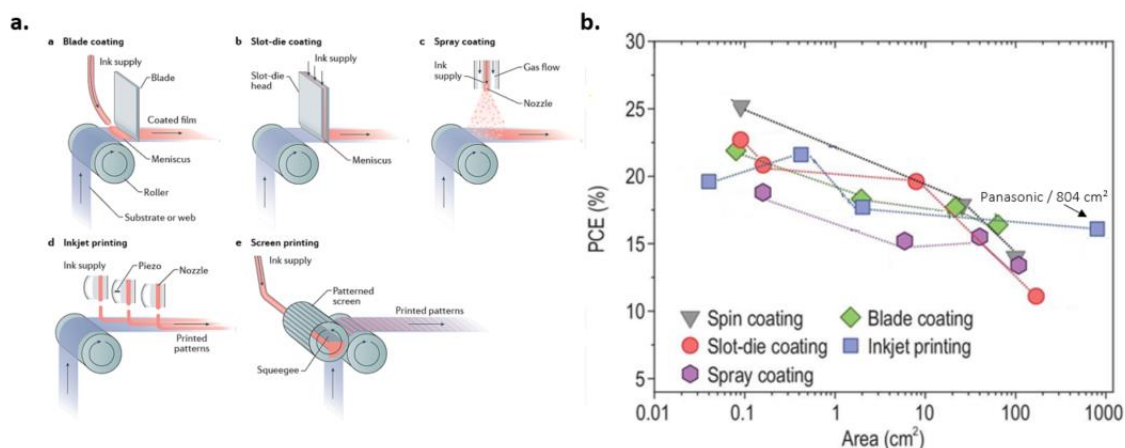 a.
a Blade coating
Ink supply
Blade
Coated film
Meniscus
Roller
Substrate or web
b Slot-die coating
Ink supply
Slot-die
head
Meniscus
c Spray coating
Ink
supply
Gas flow
Nozzle
d Inkjet printing
Ink supply
Piezo
Nozzle
Printed
patterns
e Screen printing
Ink supply
Patterned
screen
Printed patterns
Squeegee
b.
PCE (%)
30
25
20
15
10
5
Panasonic / 804 cm²
Spin coating
Blade coating
Slot-die coating
Inkjet printing
Spray coating
0.01 0.1 1 10 100 1000
Area (cm²)